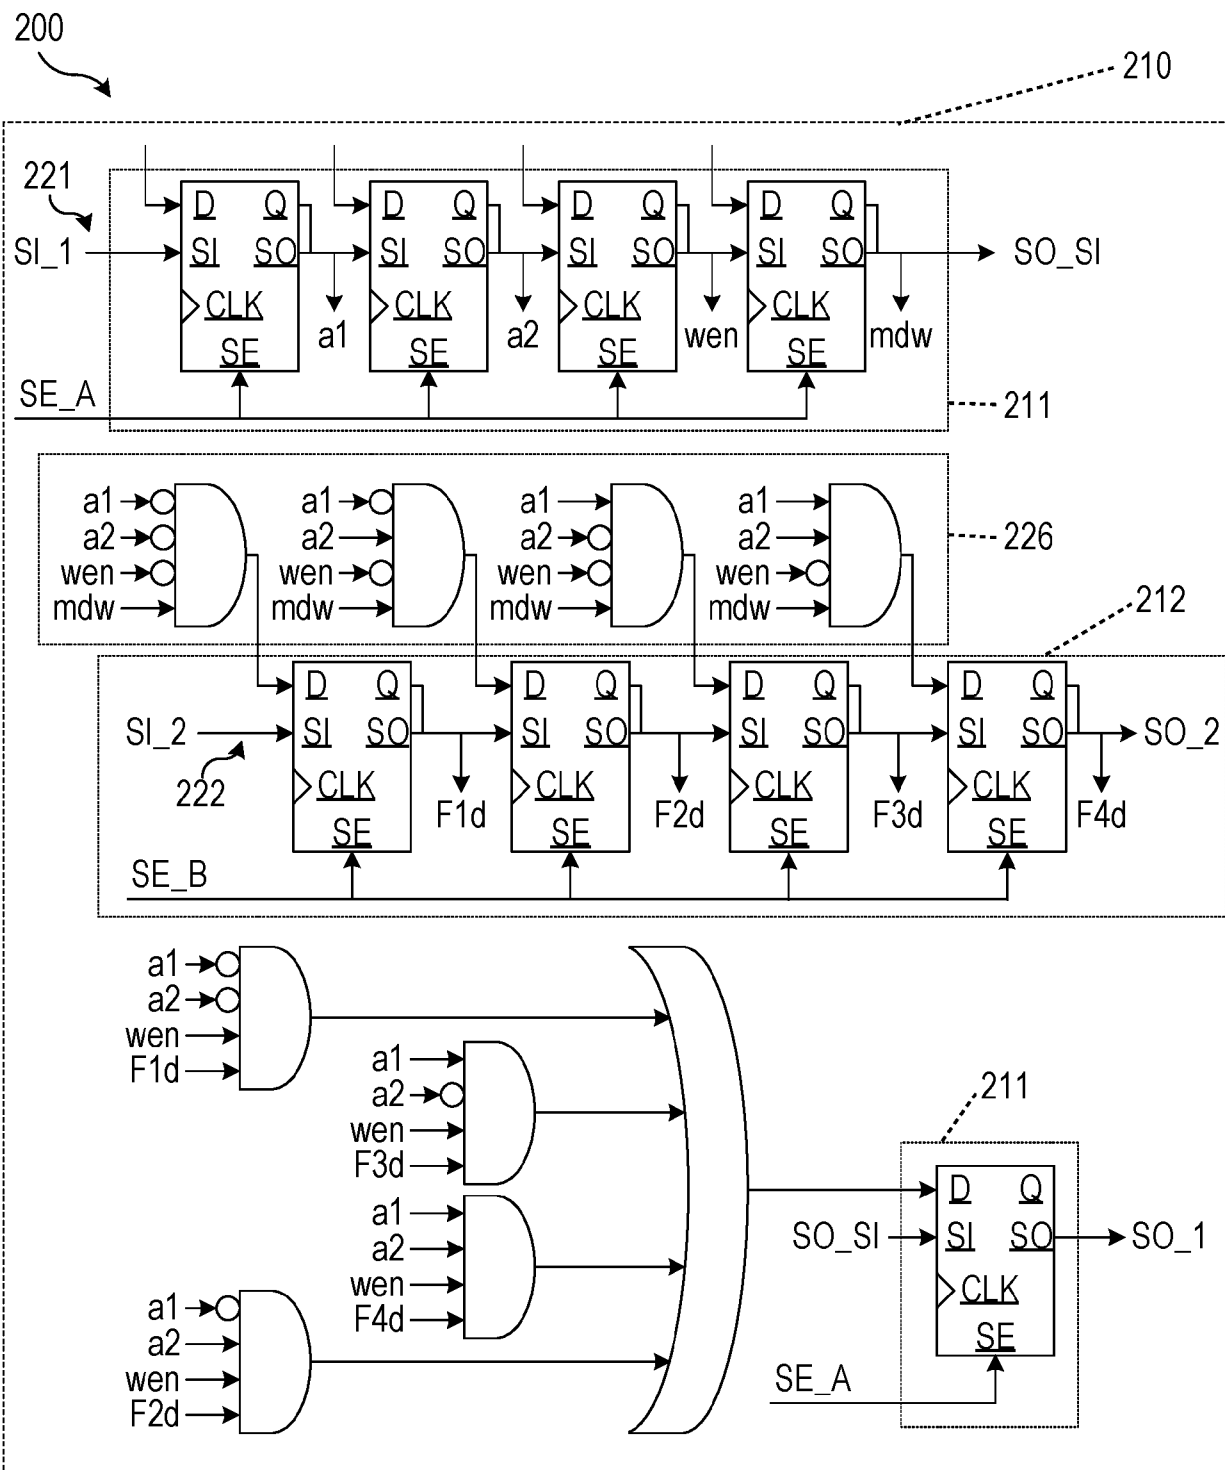 200
210
221
D Q D Q D Q D Q
SI_1 SI SO SI SO SI SO SI SO SO_SI
CLK CLK CLK CLK
a1 a2 wen mdw
SE SE SE SE
SE_A
211
a1 a1 a1 a1
a2 a2 a2 a2
226
wen wen wen wen
mdw mdw mdw mdw
212
D Q D Q D Q D Q
SI_2 SI SO SI SO SI SO SI SO SO_2
222
CLK CLK CLK CLK
F1d F2d F3d F4d
SE SE SE SE
SE_B
a1
a2
wen
F1d
a1
a2
wen
F3d
211
a1
a2
wen
F4d
D Q
SO_SI SI SO SO_1
CLK
SE
a1
a2
wen
F2d
SE_A